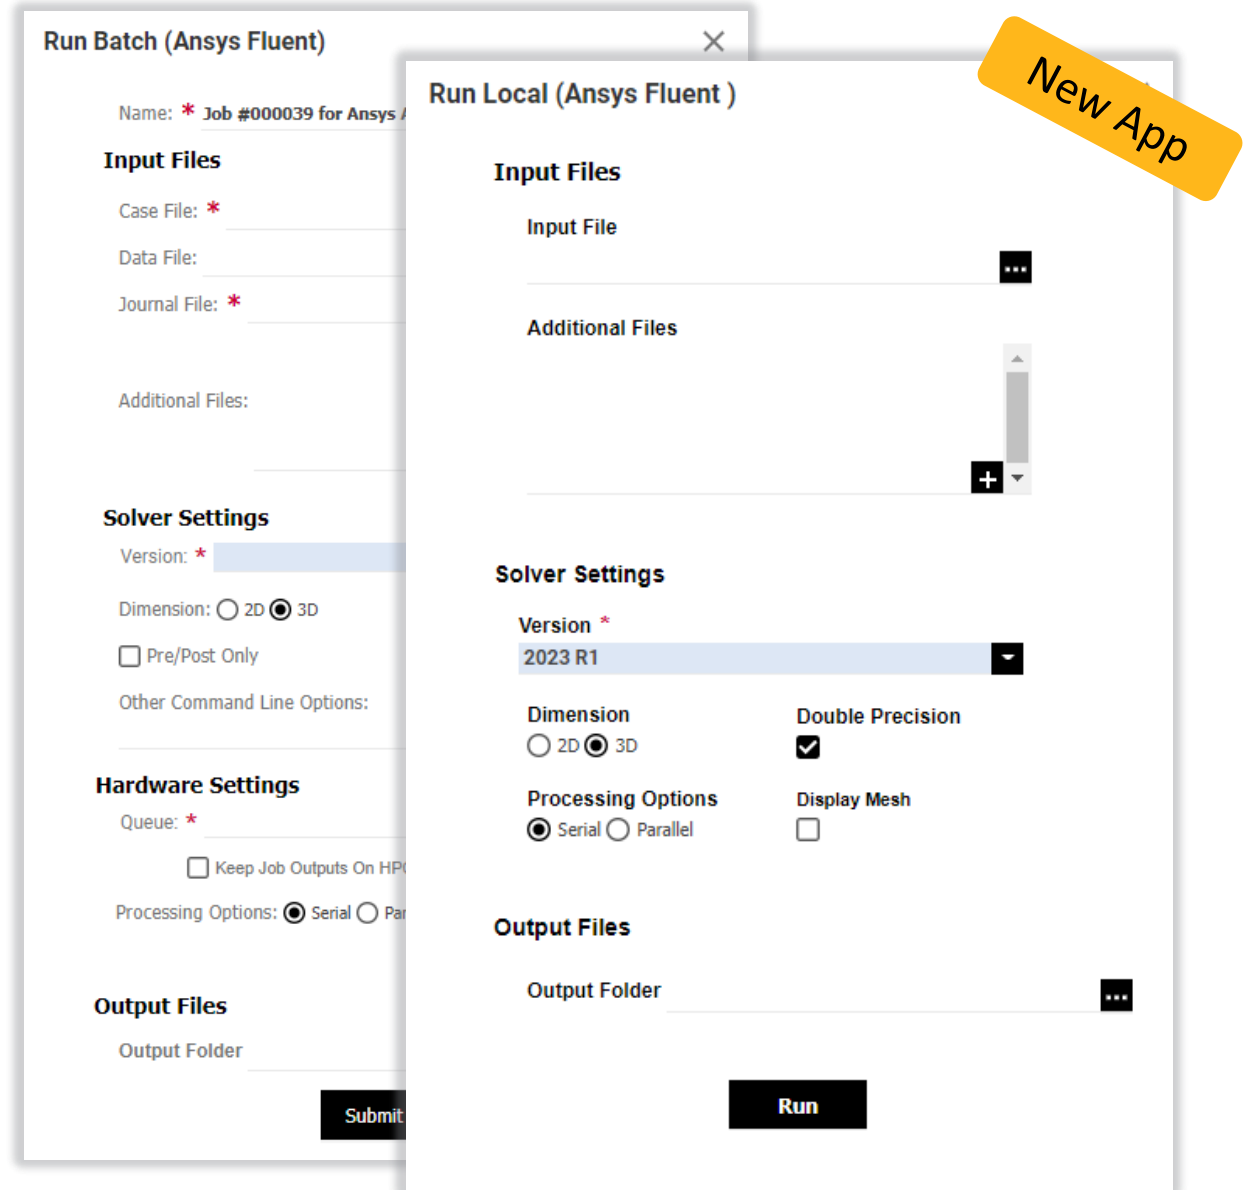 Run Batch (Ansys Fluent)
Name: * Job #000039 for Ansys
Input Files
Case File: *
Data File:
Journal File: *
Additional Files:
Solver Settings
Version: *
Dimension: 2D 3D
Pre/Post Only
Other Command Line Options:
Hardware Settings
Queue: *
Keep Job Outputs On
Processing Options: Serial
Output Files
Output Folder
Submit
New App
Run Local (Ansys Fluent )
Input Files
Input File
Additional Files
Solver Settings
Version *
2023 R1
Dimension Double Precision
2D 3D
Processing Options Display Mesh
Serial Parallel
Output Files
Output Folder
Run